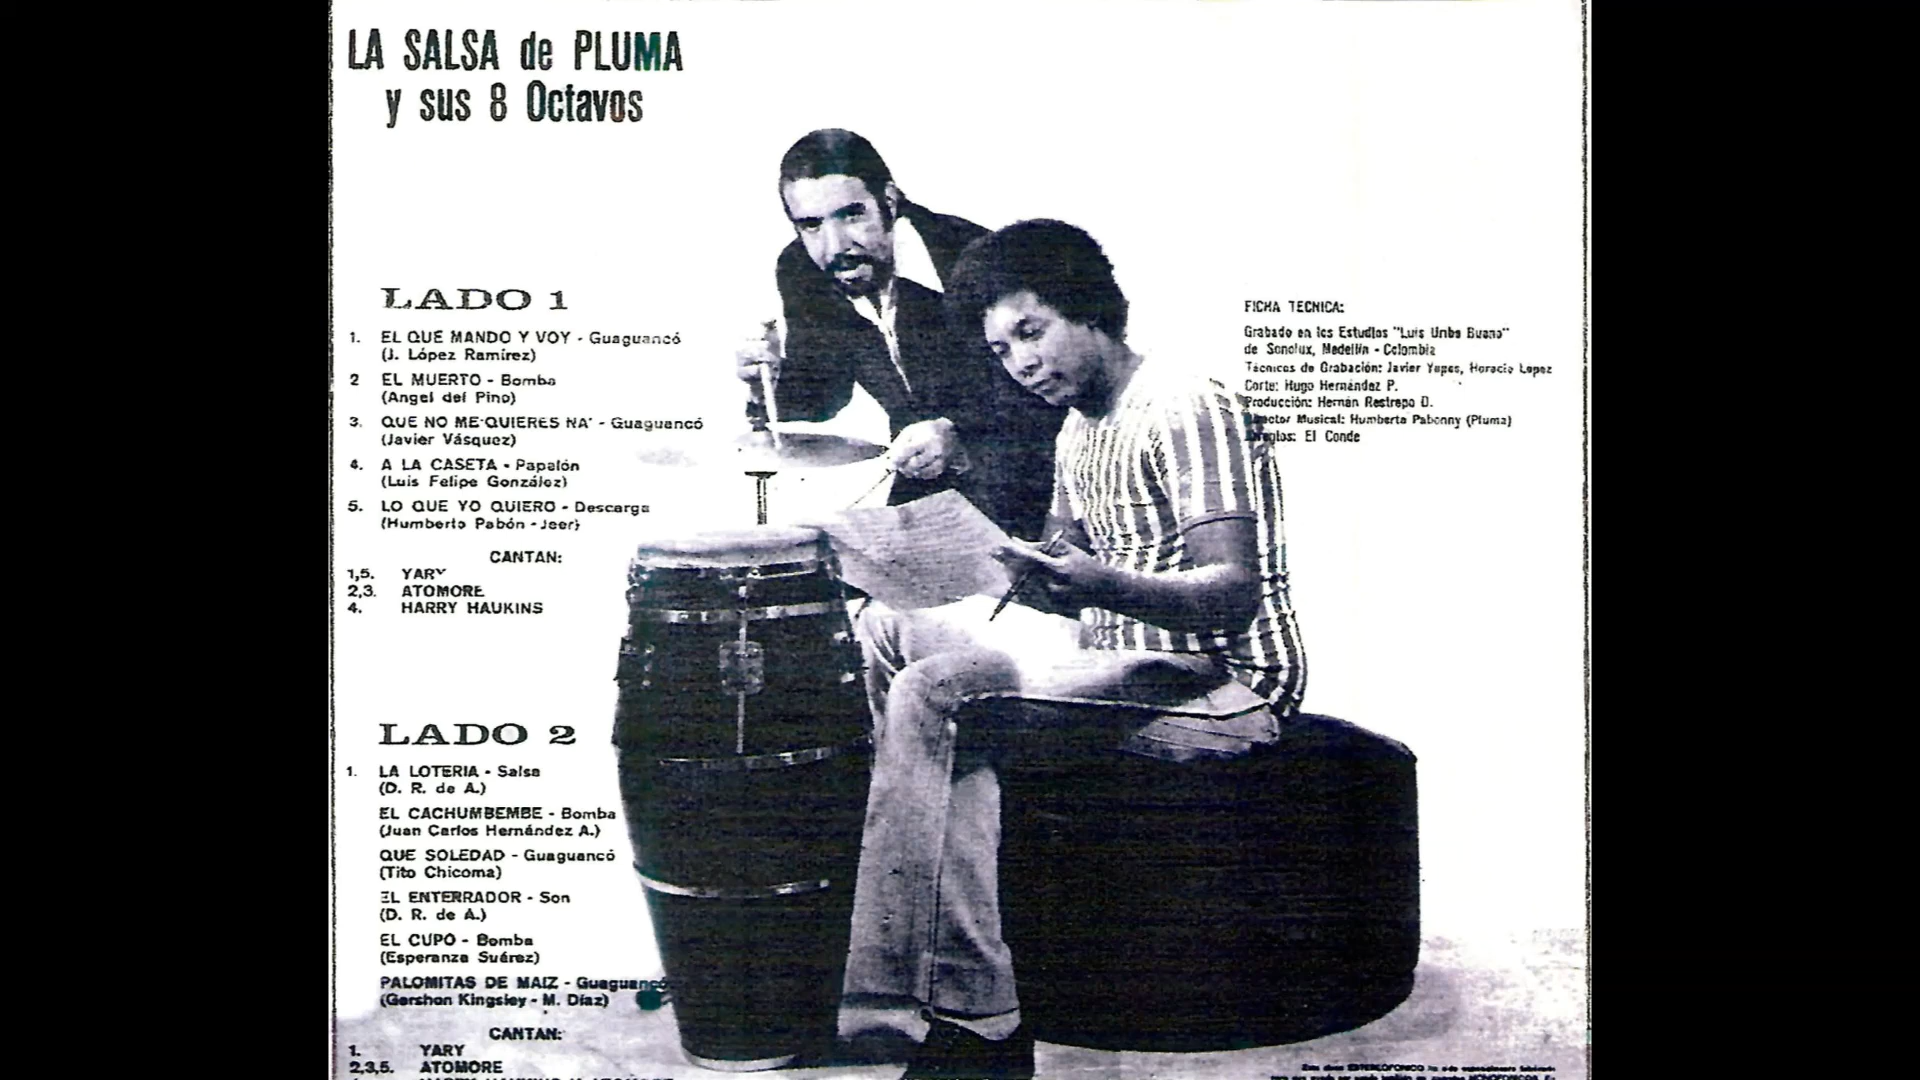 LA SALSA de PLUMA
y sus 8 Octavos
LADO 1
1. EL QUE MANDO Y VOY - Guaguancó
(J. López Ramírez)
2 EL MUERTO - Bomba
(Angel del Pino)
3. QUE NO ME QUIERES NA' - Guaguancó
(Javier Vásquez)
4. A LA CASETA - Papalón
(Luis Felipe González)
5. LO QUE YO QUIERO - Descarga
(Humberto Pabón - Jeer)
CANTAN:
1,5. YARY
2,3. ATOMORE
4. HARRY HAUKINS
LADO 2
1. LA LOTERIA - Salsa
(D. R. de A.)
EL CACHUMBEMBE - Bomba
(Juan Carlos Hernández A.)
QUE SOLEDAD - Guaguancó
(Tito Chicoma)
EL ENTERRADOR - Son
(D. R. de A.)
EL CUPO - Bomba
(Esperanza Suárez)
PALOMITAS DE MAIZ - Guaguancó
(Gershon Kingsley - M. Díaz)
CANTAN:
1. YARY
2,3,5. ATOMORE
FICHA TECNICA:
Grabado en los Estudios "Luis Uribe Bueno"
de Sonolux, Medellín - Colombia
Técnicos de Grabación: Javier Yepes, Horacio Lopez
Corte: Hugo Hernández P.
Producción: Hernán Restrepo D.
Musical: Humberto Pabonny (Pluma)
El Conde